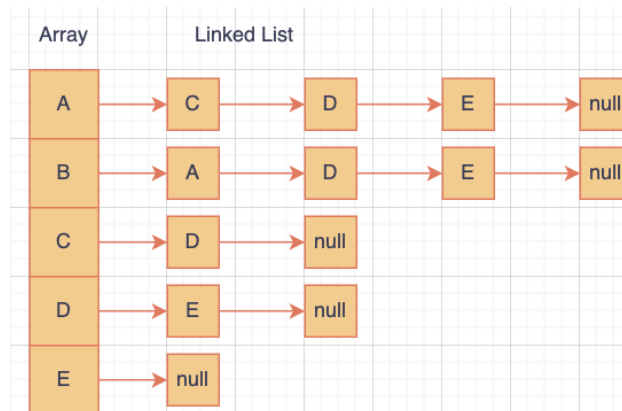 Array Linked List
A C D E null
B A D E null
C D null
D E null
E null